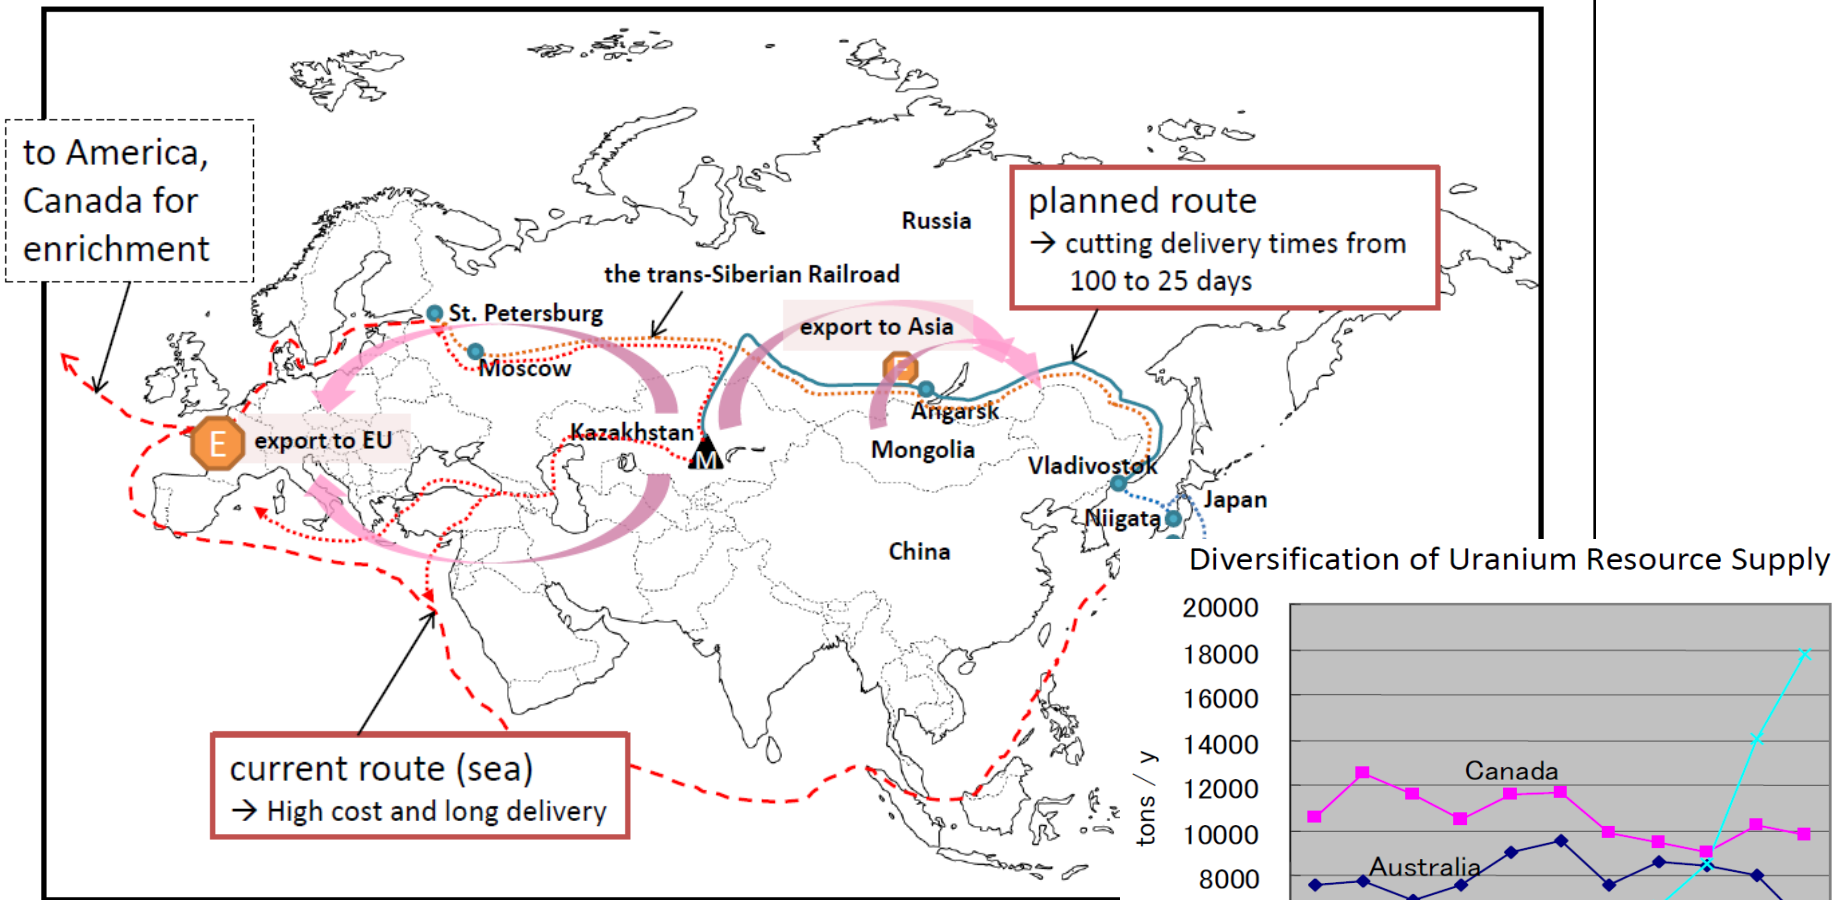 to America,
Canada for
enrichment
Russia
planned route
→ cutting delivery times from
100 to 25 days
the trans-Siberian Railroad
St. Petersburg
export to Asia
Moscow
E
Angarsk
Kazakhstan
M
Mongolia
E
export to EU
Vladivostok
Japan
Niigata
China
current route (sea)
→ High cost and long delivery
Diversification of Uranium Resource Supply
20000
18000
16000
14000
12000
10000
8000
tons / y
Canada
Australia